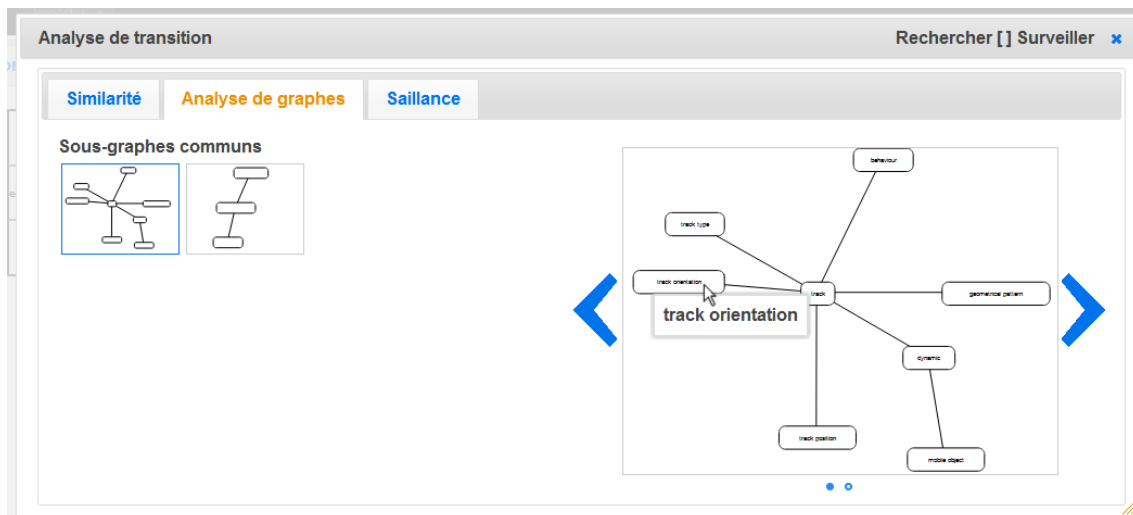 Analyse de transition
Rechercher [ ] Surveiller ×
Similarité Analyse de graphes Saillance
Sous-graphes communs
behaviour
track type
track orientation
track
geometrical pattern
track orientation
dynamic
track position
mobile object